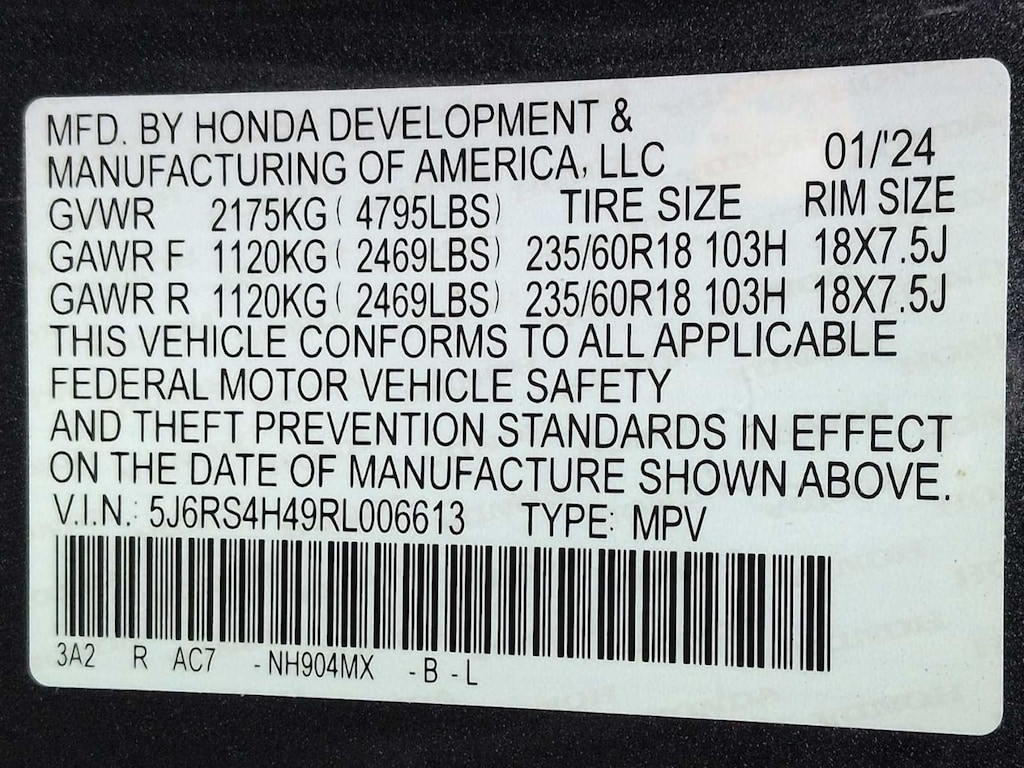 MFD. BY HONDA DEVELOPMENT &
MANUFACTURING OF AMERICA, LLC 01/'24
GVWR 2175KG ( 4795LBS) TIRE SIZE RIM SIZE
GAWR F 1120KG ( 2469LBS) 235/60R18 103H 18X7.5J
GAWR R 1120KG ( 2469LBS) 235/60R18 103H 18X7.5J
THIS VEHICLE CONFORMS TO ALL APPLICABLE
FEDERAL MOTOR VEHICLE SAFETY
AND THEFT PREVENTION STANDARDS IN EFFECT
ON THE DATE OF MANUFACTURE SHOWN ABOVE.
V.I.N.: 5J6RS4H49RL006613 TYPE: MPV
3A2 R AC7 -NH904MX -B -L